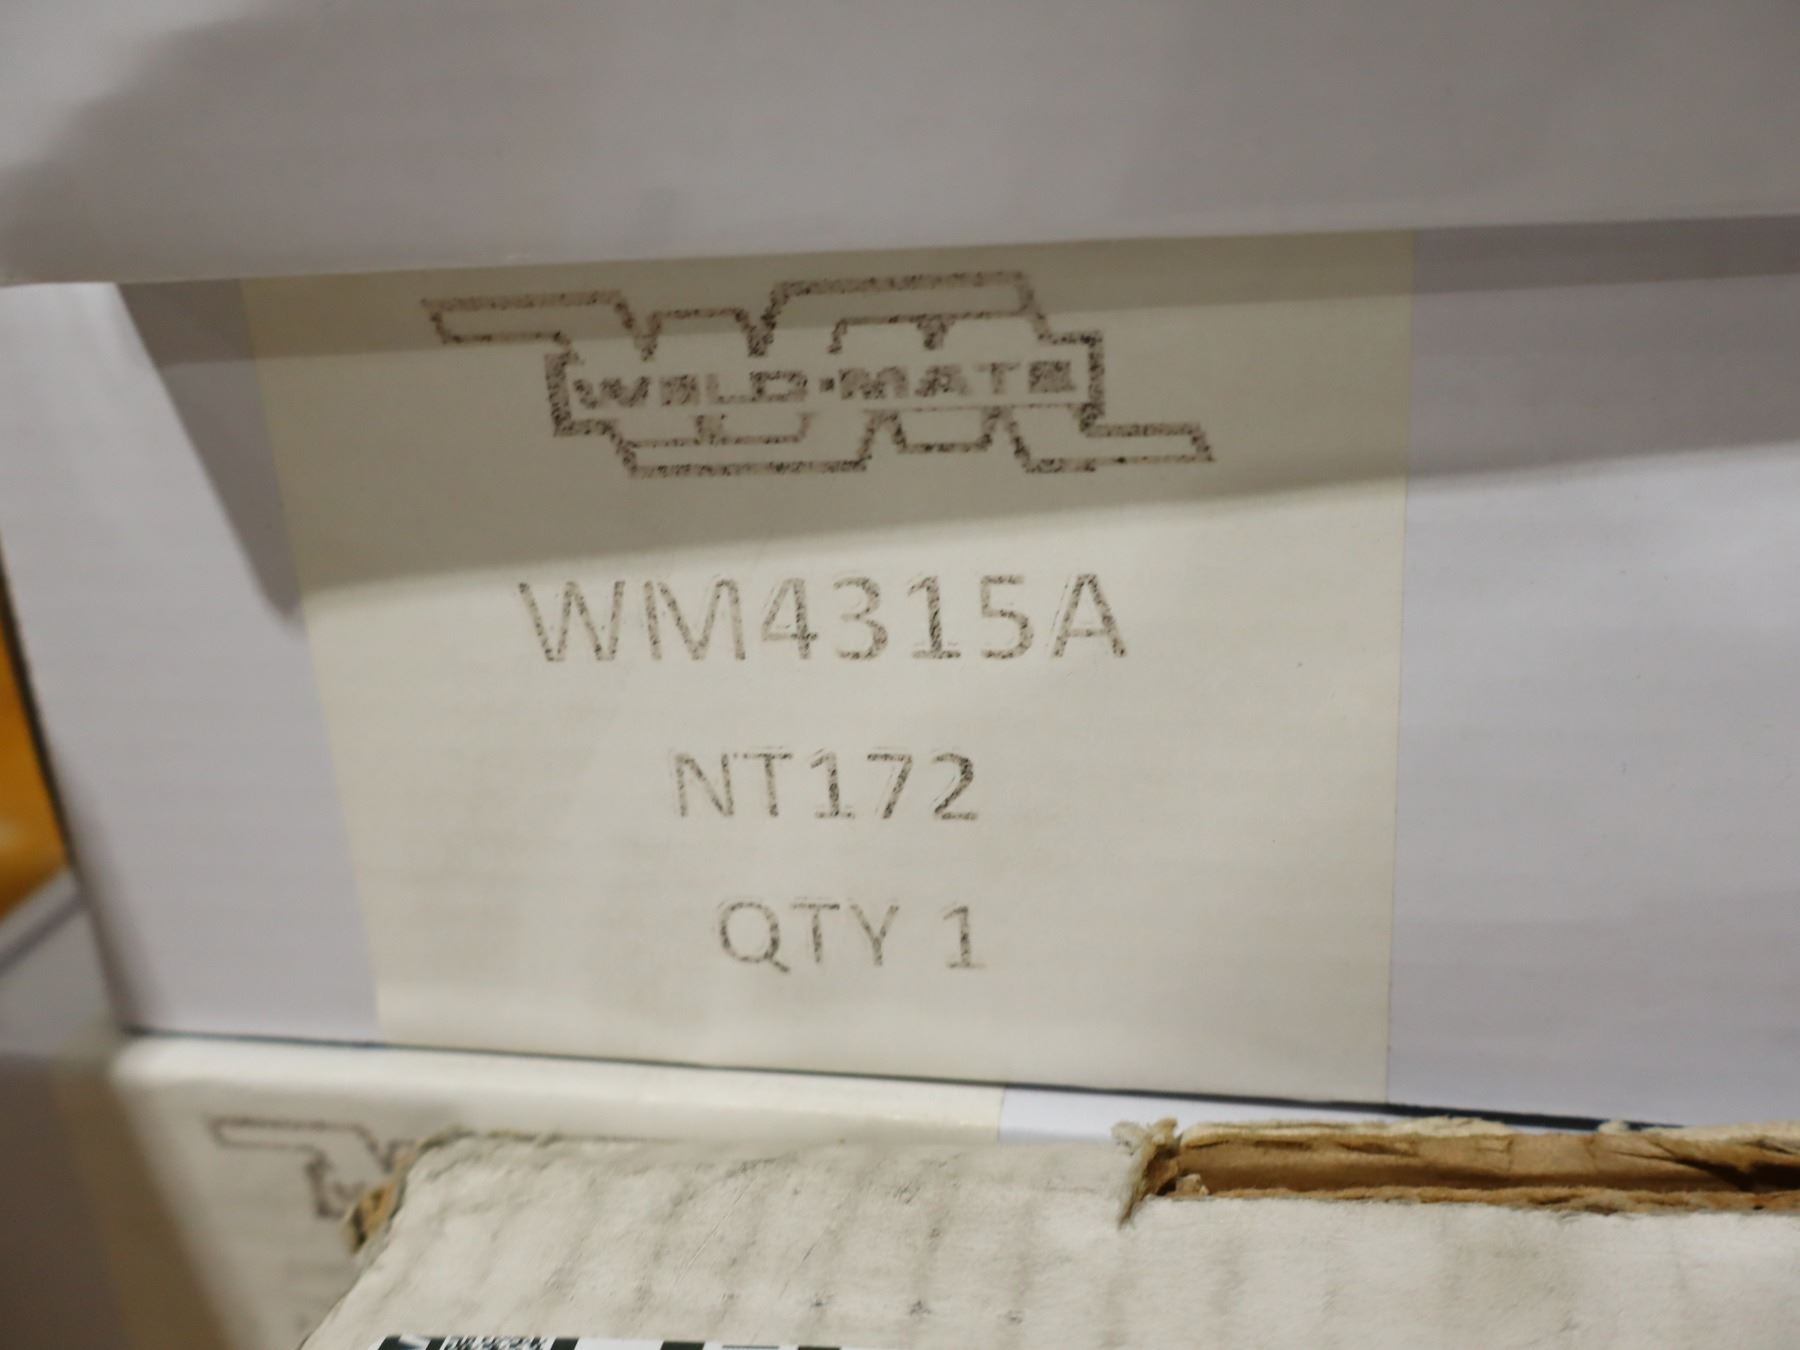 WELD-MATE
WM4315A
NT172
QTY 1